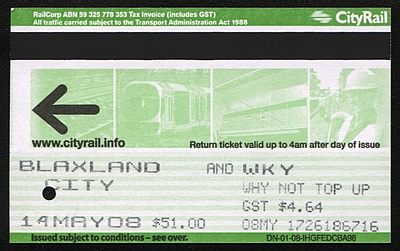 RailCorp ABN 59 325 778 353 Tax Invoice (includes GST)
All traffic carried subject to the Transport Administration Act 1988
CityRail
www.cityrail.info
Return ticket valid up to 4am after day of issue
BLAXLAND AND WKY
CITY WHY NOT TOP UP
GST $4.64
14MAY08 $51.00 08MY 1726186716
Issued subject to conditions – see over. DN-01-08-IHGFEDCBA98